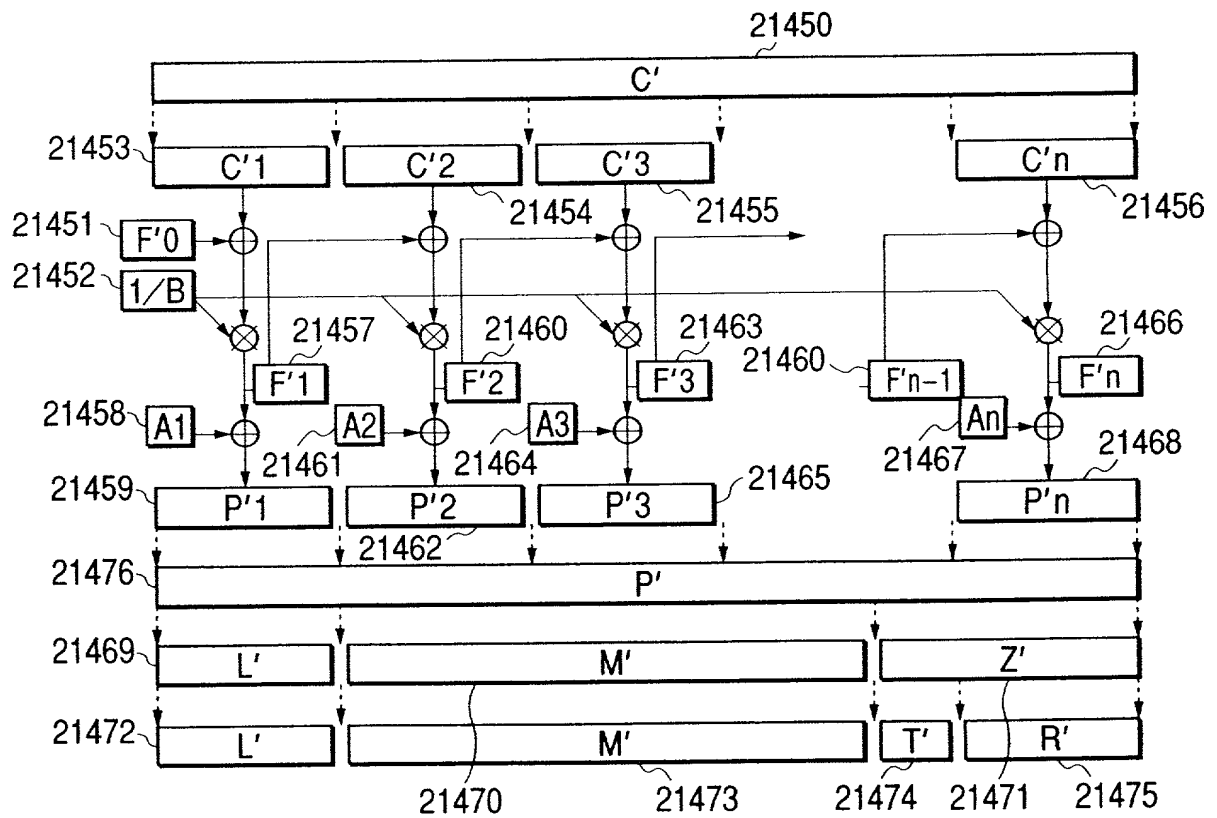 21450
C'
21453 C'1 C'2 C'3 C'n
21454 21455 21456
21451 F'0
21452 1/B
21457 21460 21463 21466
F'1 F'2 F'3 21460 F'n-1 F'n
21458 A1 A2 A3 An
21461 21464 21467 21468
21459 P'1 P'2 P'3 21465 P'n
21462
21476 P'
21469 L' M' Z'
21472 L' M' T' R'
21470 21473 21474 21471 21475